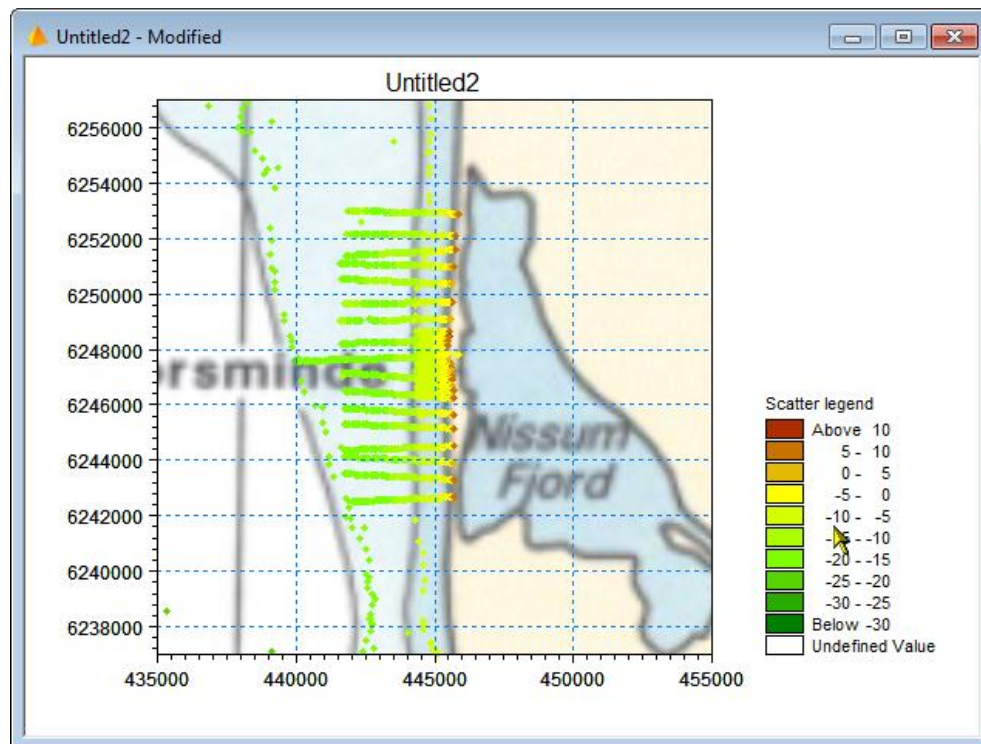 Untitled2 - Modified
Untitled2
6256000
6254000
6252000
6250000
6248000
6246000
6244000
6242000
6240000
6238000
435000 440000 445000 450000 455000
orsminde
Nissum
Fjord
Scatter legend
Above 10
5 - 10
0 - 5
-5 - 0
-10 - -5
-10
-20 - -15
-25 - -20
-30 - -25
Below -30
Undefined Value